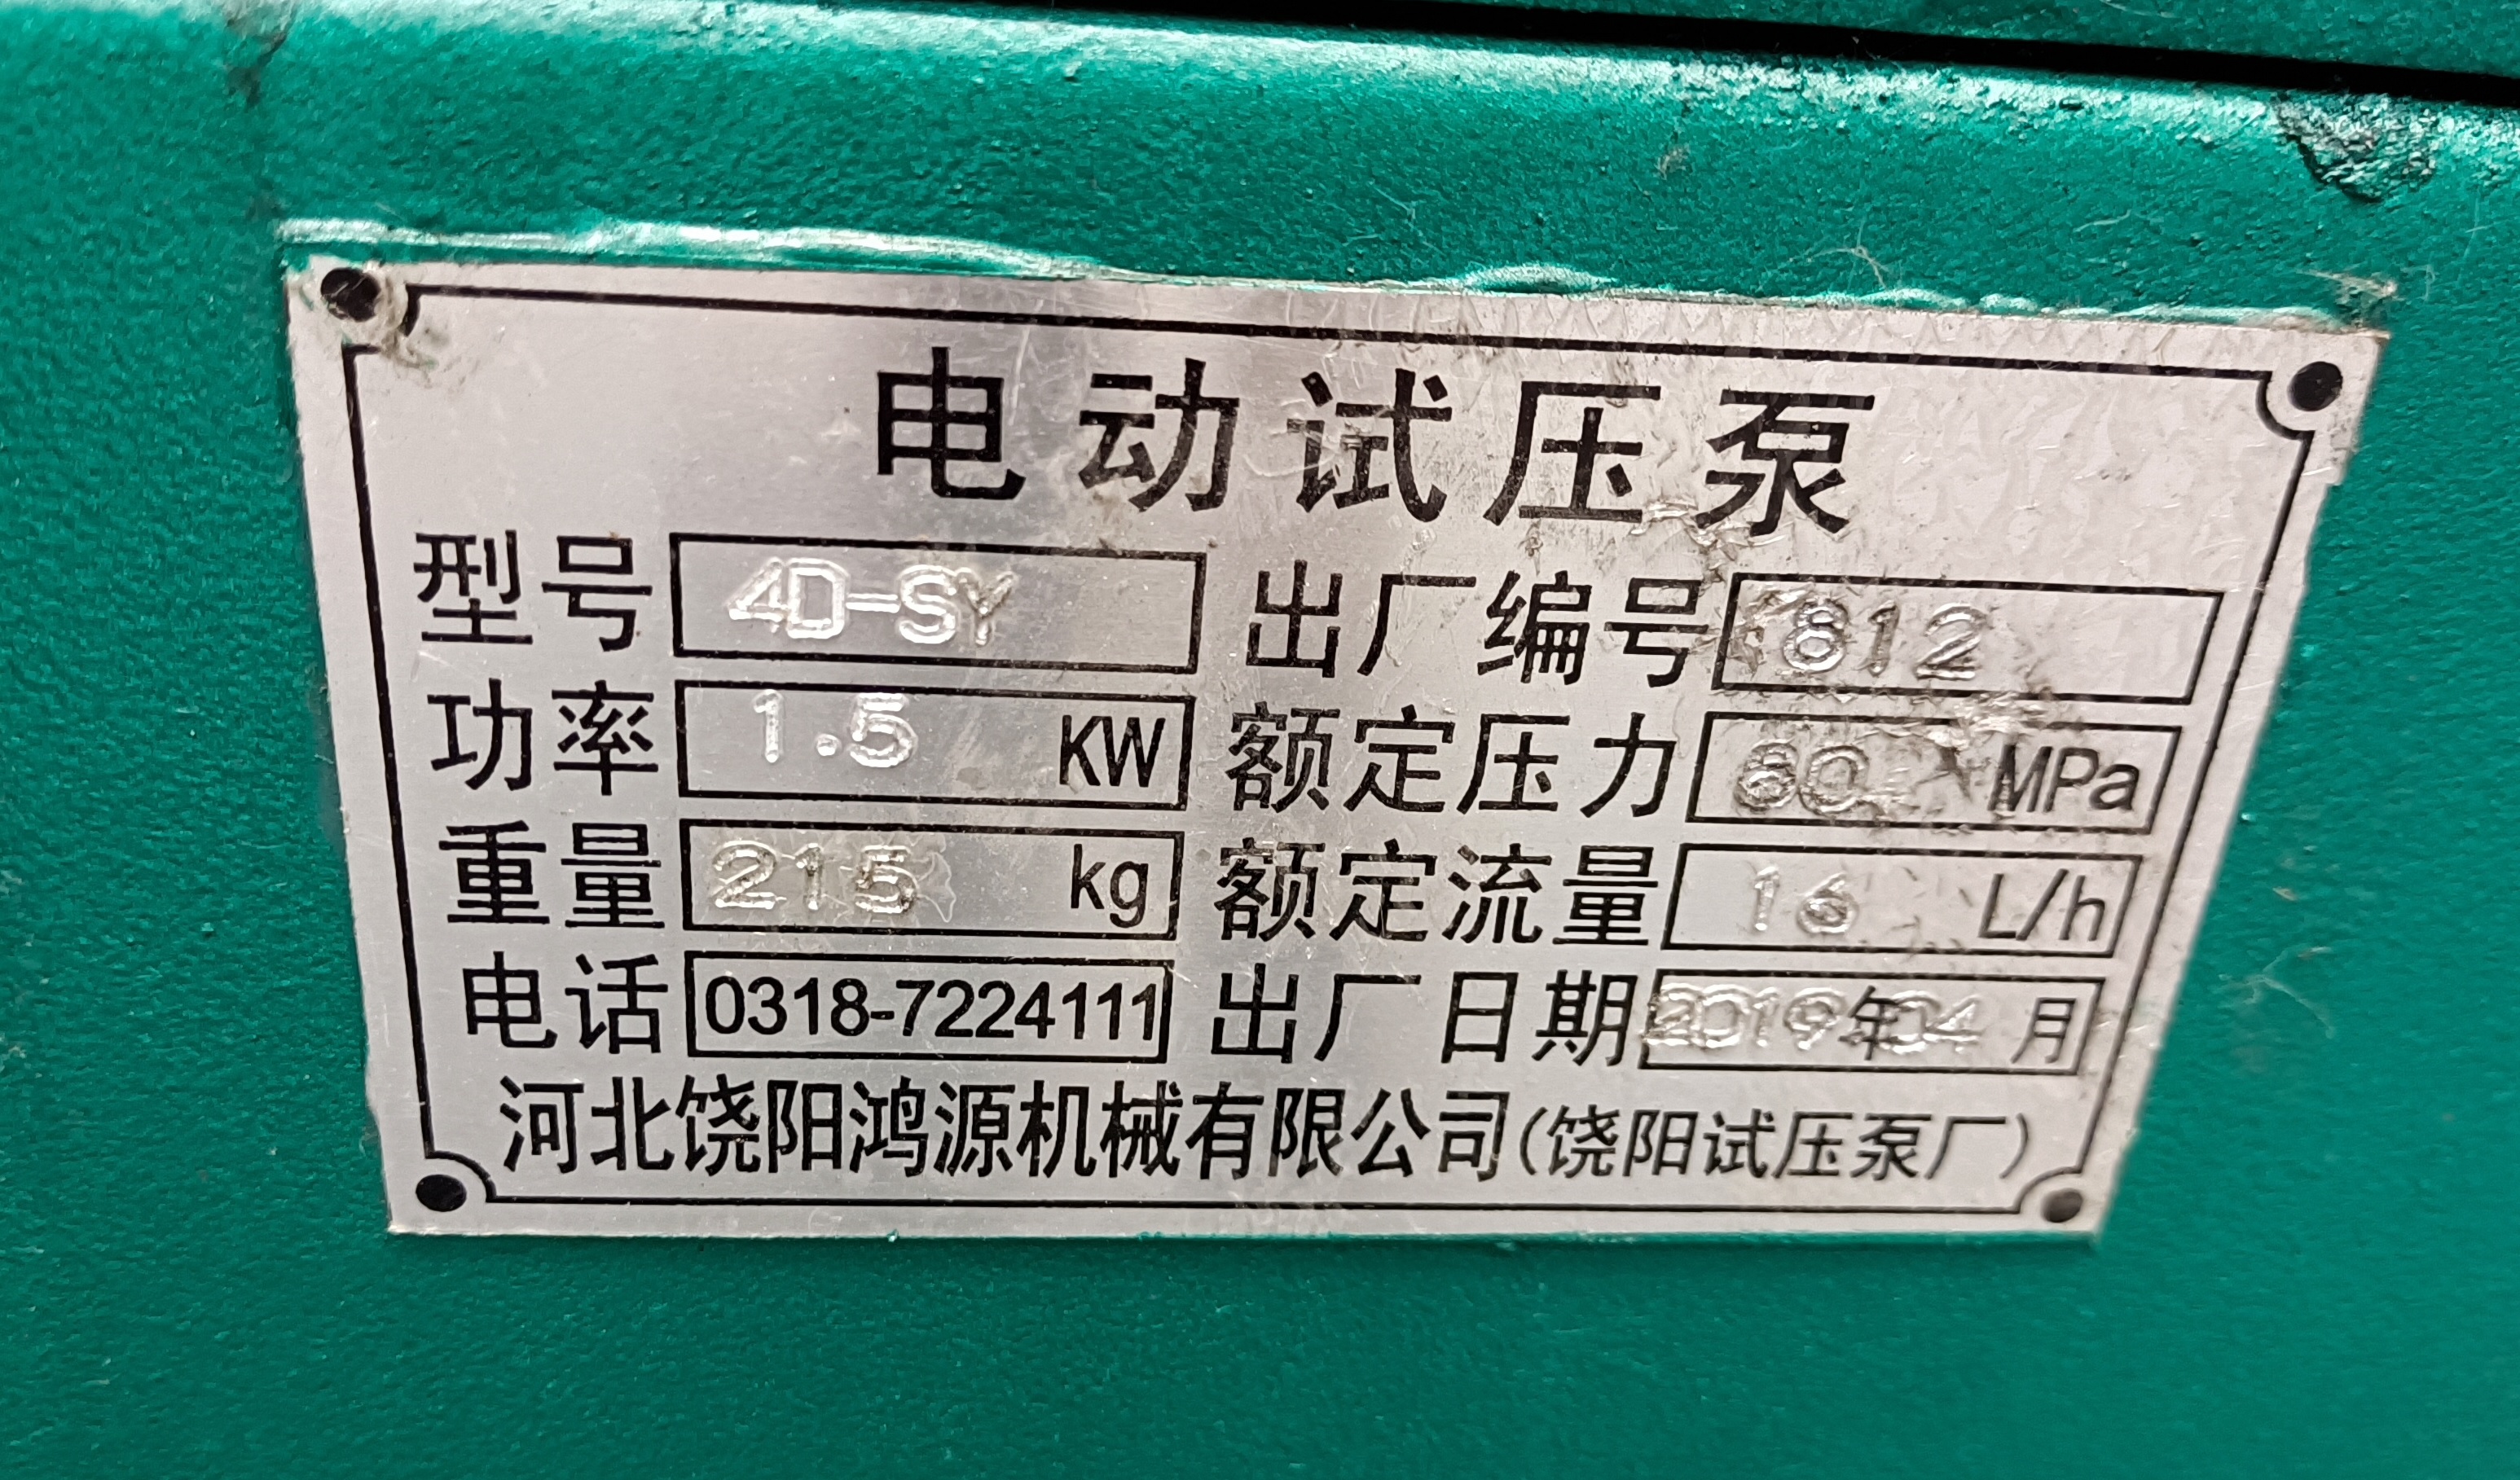 电动试压泵
型号 4D-SY 出厂编号 812
功率 1.5 KW 额定压力 80 MPa
重量 215 kg 额定流量 16 L/h
电话 0318-7224111 出厂日期 2019年04月
河北饶阳鸿源机械有限公司(饶阳试压泵厂)